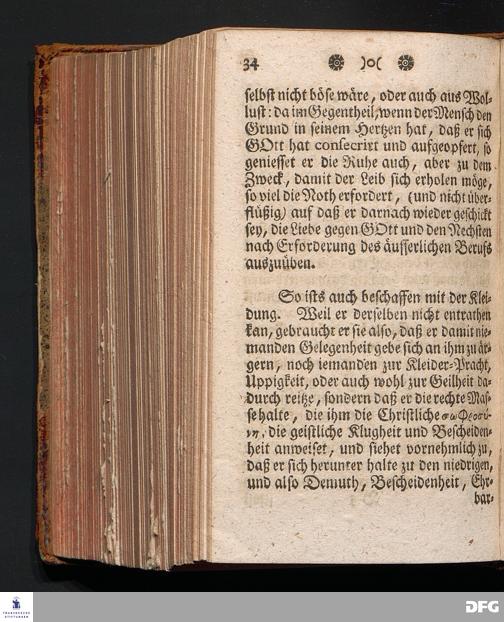 34
selbst nicht böse wäre, oder auch aus Wol-
lust: da im Gegentheil, wenn der Mensch den
Grund in seinem Hertzen hat, daß er sich
GOtt hat consecrirt und aufgeopfert, so
geniesset er die Ruhe auch, aber zu dem
Zweck, damit der Leib sich erholen möge,
so viel die Noth erfordert, (und nicht über-
flüßig) auf daß er darnach wieder geschickt
sey, die Liebe gegen GOtt und den Nechsten
nach Erforderung des äusserlichen Berufs
auszuüben.
So ists auch beschaffen mit der Klei-
dung. Weil er derselben nicht entrathen
kan, gebraucht er sie also, daß er damit nie-
manden Gelegenheit gebe sich an ihm zu är-
gern, noch iemanden zur Kleider-Pracht,
Uppigkeit, oder auch wohl zur Geilheit da-
durch reitze, sondern daß er die rechte Mas-
se halte, die ihm die Christliche σωφροσύ-
νη, die geistliche Klugheit und Bescheiden-
heit anweiset, und siehet vornehmlich zu,
daß er sich herunter halte zu den niedrigen,
und also Demuth, Bescheidenheit, Ehr-
bar-
FRANCKESCHE
STIFTUNGEN
DFG